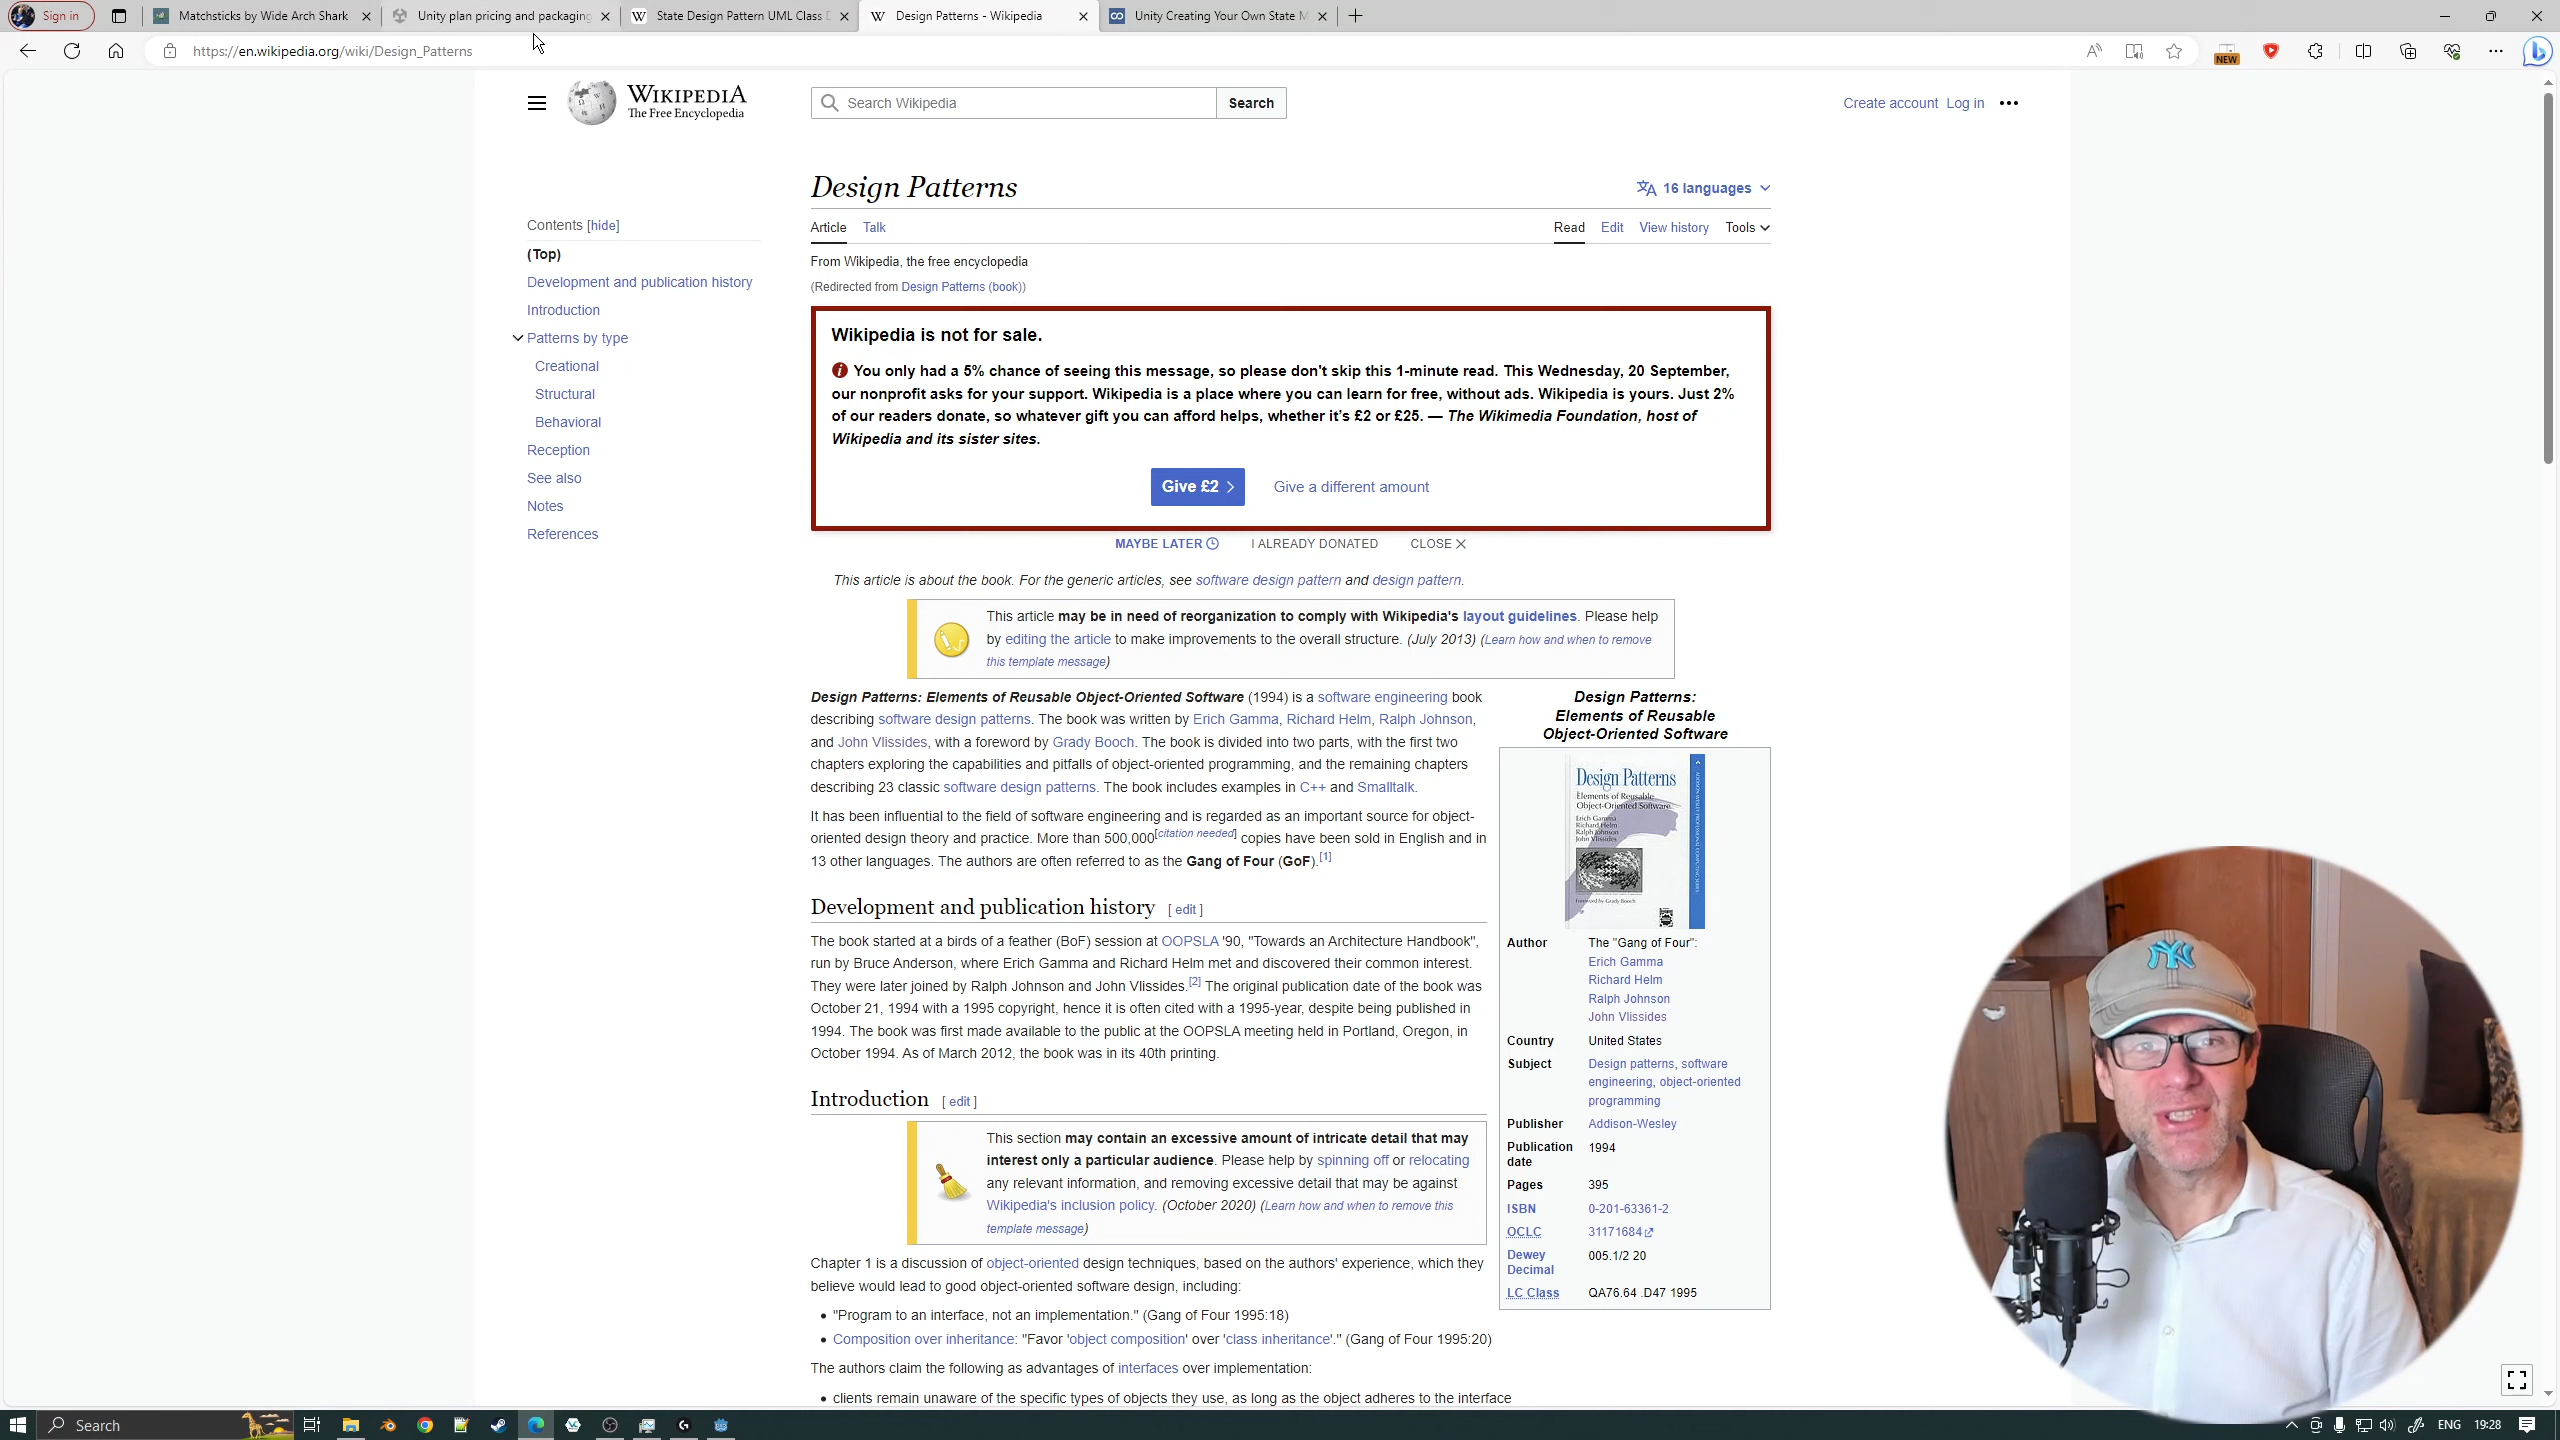 Sign in
Matchsticks by Wide Arch Shark
Unity plan pricing and packaging
State Design Pattern UML Class D
Design Patterns - Wikipedia
Unity Creating Your Own State M
https://en.wikipedia.org/wiki/Design_Patterns
NEW
WIKIPEDIA
The Free Encyclopedia
Search Wikipedia
Search
Create account Log in
Design Patterns
16 languages
Contents [hide]
(Top)
Development and publication history
Introduction
Patterns by type
Creational
Structural
Behavioral
Reception
See also
Notes
References
Article Talk
Read Edit View history Tools
From Wikipedia, the free encyclopedia
(Redirected from Design Patterns (book))
Wikipedia is not for sale.
You only had a 5% chance of seeing this message, so please don't skip this 1-minute read. This Wednesday, 20 September,
our nonprofit asks for your support. Wikipedia is a place where you can learn for free, without ads. Wikipedia is yours. Just 2%
of our readers donate, so whatever gift you can afford helps, whether it's £2 or £25. — The Wikimedia Foundation, host of
Wikipedia and its sister sites.
Give £2
Give a different amount
MAYBE LATER
I ALREADY DONATED
CLOSE
This article is about the book. For the generic articles, see software design pattern and design pattern.
This article may be in need of reorganization to comply with Wikipedia's layout guidelines. Please help
by editing the article to make improvements to the overall structure. (July 2013) (Learn how and when to remove
this template message)
Design Patterns: Elements of Reusable Object-Oriented Software (1994) is a software engineering book
describing software design patterns. The book was written by Erich Gamma, Richard Helm, Ralph Johnson,
and John Vlissides, with a foreword by Grady Booch. The book is divided into two parts, with the first two
chapters exploring the capabilities and pitfalls of object-oriented programming, and the remaining chapters
describing 23 classic software design patterns. The book includes examples in C++ and Smalltalk.
It has been influential to the field of software engineering and is regarded as an important source for object-
oriented design theory and practice. More than 500,000[citation needed] copies have been sold in English and in
13 other languages. The authors are often referred to as the Gang of Four (GoF).[1]
Development and publication history [ edit ]
The book started at a birds of a feather (BoF) session at OOPSLA '90, "Towards an Architecture Handbook",
run by Bruce Anderson, where Erich Gamma and Richard Helm met and discovered their common interest.
They were later joined by Ralph Johnson and John Vlissides.[2] The original publication date of the book was
October 21, 1994 with a 1995 copyright, hence it is often cited with a 1995-year, despite being published in
1994. The book was first made available to the public at the OOPSLA meeting held in Portland, Oregon, in
October 1994. As of March 2012, the book was in its 40th printing.
Introduction [ edit ]
This section may contain an excessive amount of intricate detail that may
interest only a particular audience. Please help by spinning off or relocating
any relevant information, and removing excessive detail that may be against
Wikipedia's inclusion policy. (October 2020) (Learn how and when to remove this
template message)
Chapter 1 is a discussion of object-oriented design techniques, based on the authors' experience, which they
believe would lead to good object-oriented software design, including:
• "Program to an interface, not an implementation." (Gang of Four 1995:18)
• Composition over inheritance: "Favor 'object composition' over 'class inheritance'." (Gang of Four 1995:20)
The authors claim the following as advantages of interfaces over implementation:
• clients remain unaware of the specific types of objects they use, as long as the object adheres to the interface
Design Patterns:
Elements of Reusable
Object-Oriented Software
Design Patterns
Elements of Reusable
Object-Oriented Software
Erich Gamma
Richard Helm
Ralph Johnson
John Vlissides
Foreword by Grady Booch
Author The "Gang of Four":
Erich Gamma
Richard Helm
Ralph Johnson
John Vlissides
Country United States
Subject Design patterns, software
engineering, object-oriented
programming
Publisher Addison-Wesley
Publication 1994
date
Pages 395
ISBN 0-201-63361-2
OCLC 31171684
Dewey 005.1/2 20
Decimal
LC Class QA76.64 .D47 1995
NY
Search
ENG 19:28